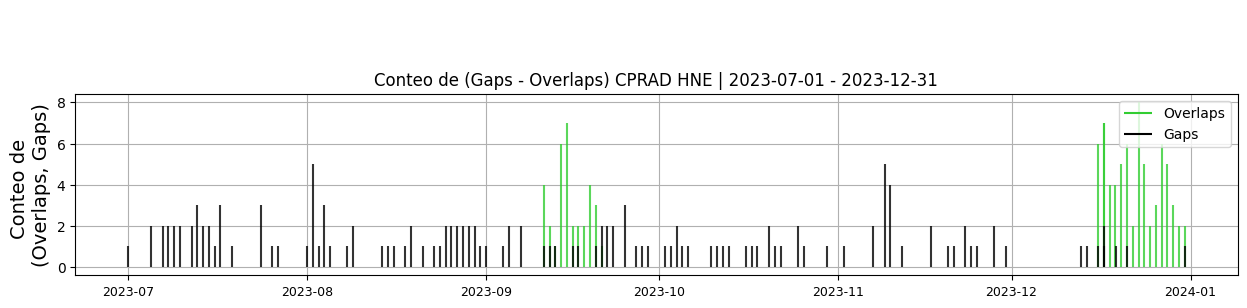 Conteo de (Gaps - Overlaps) CPRAD HNE | 2023-07-01 - 2023-12-31
Conteo de
(Overlaps, Gaps)
8
6
4
2
0
Overlaps
Gaps
2023-07
2023-08
2023-09
2023-10
2023-11
2023-12
2024-01